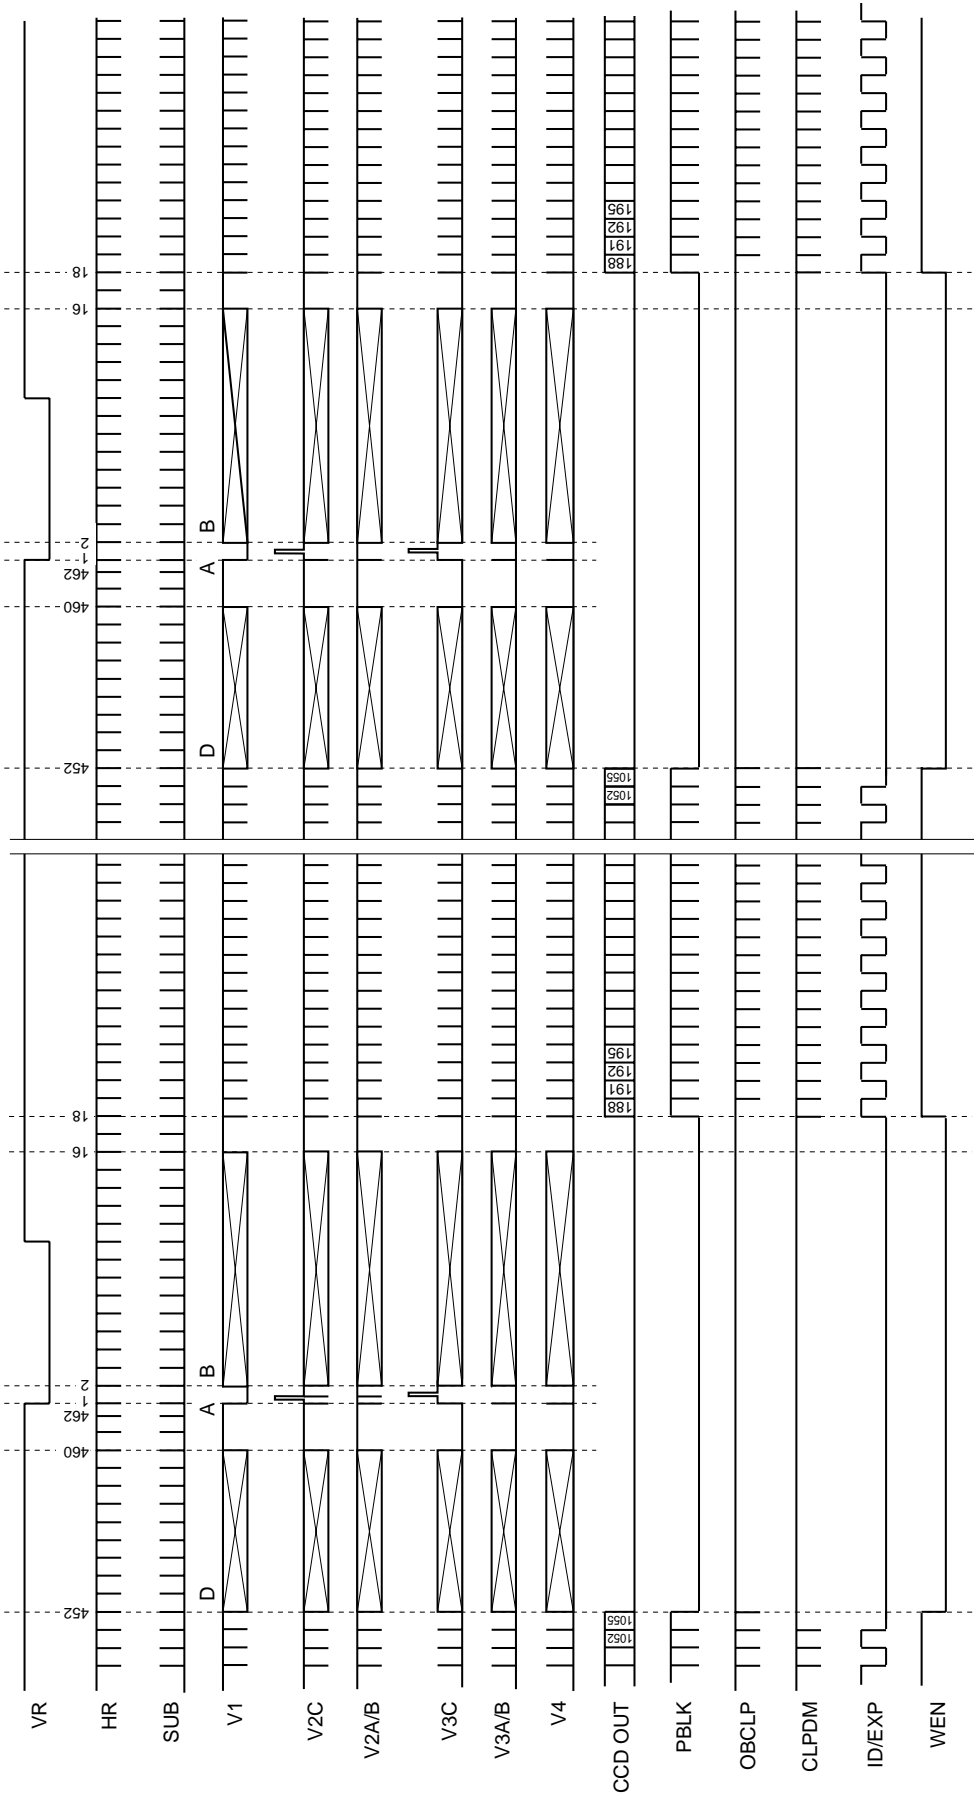 VR
452 460 462 1 2 16 18 452 460 462 1 2 16 18
HR
SUB
D A B D A B
V1
V2C
V2A/B
V3C
V3A/B
V4
CCD OUT 1052 1055 188 191 192 195 1052 1055 188 191 192 195
PBLK
OBCLP
CLPDM
ID/EXP
WEN